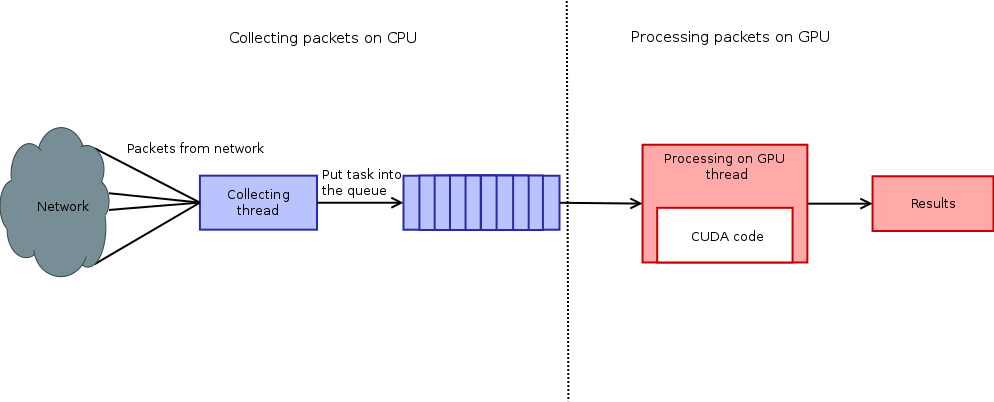 Collecting packets on CPU
Processing packets on GPU
Packets from network
Network
Collecting
thread
Put task into
the queue
Processing on GPU
thread
CUDA code
Results